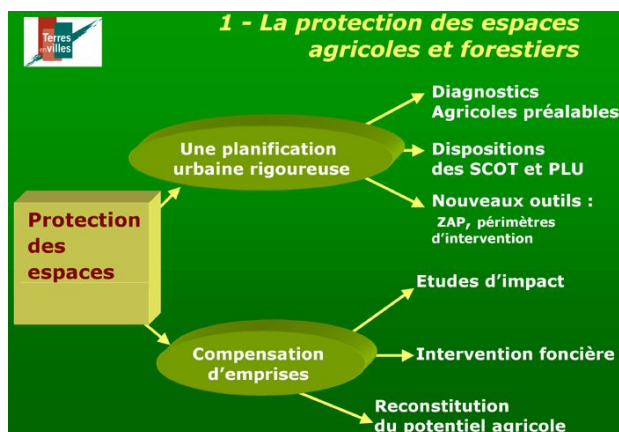 Terres
en villes
1 - La protection des espaces
agricoles et forestiers
Diagnostics
Agricoles préalables
Une planification
urbaine rigoureuse
Dispositions
des SCOT et PLU
Nouveaux outils :
ZAP, périmètres
d'intervention
Protection
des
espaces
Etudes d'impact
Compensation
d'emprises
Intervention foncière
Reconstitution
du potentiel agricole